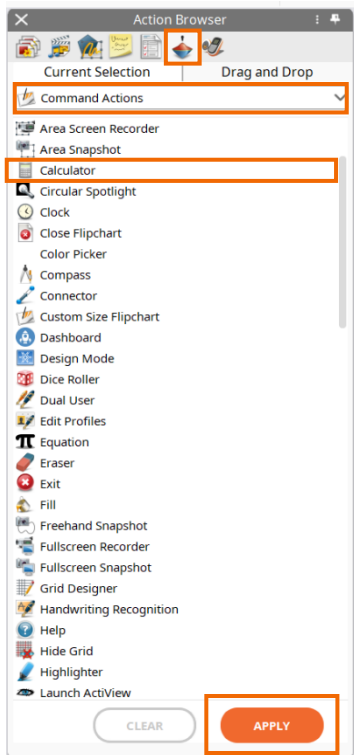 Action Browser
Current Selection
Drag and Drop
Command Actions
Area Screen Recorder
Area Snapshot
Calculator
Circular Spotlight
Clock
Close Flipchart
Color Picker
Compass
Connector
Custom Size Flipchart
Dashboard
Design Mode
Dice Roller
Dual User
Edit Profiles
Equation
Eraser
Exit
Fill
Freehand Snapshot
Fullscreen Recorder
Fullscreen Snapshot
Grid Designer
Handwriting Recognition
Help
Hide Grid
Highlighter
Launch ActiView
CLEAR
APPLY